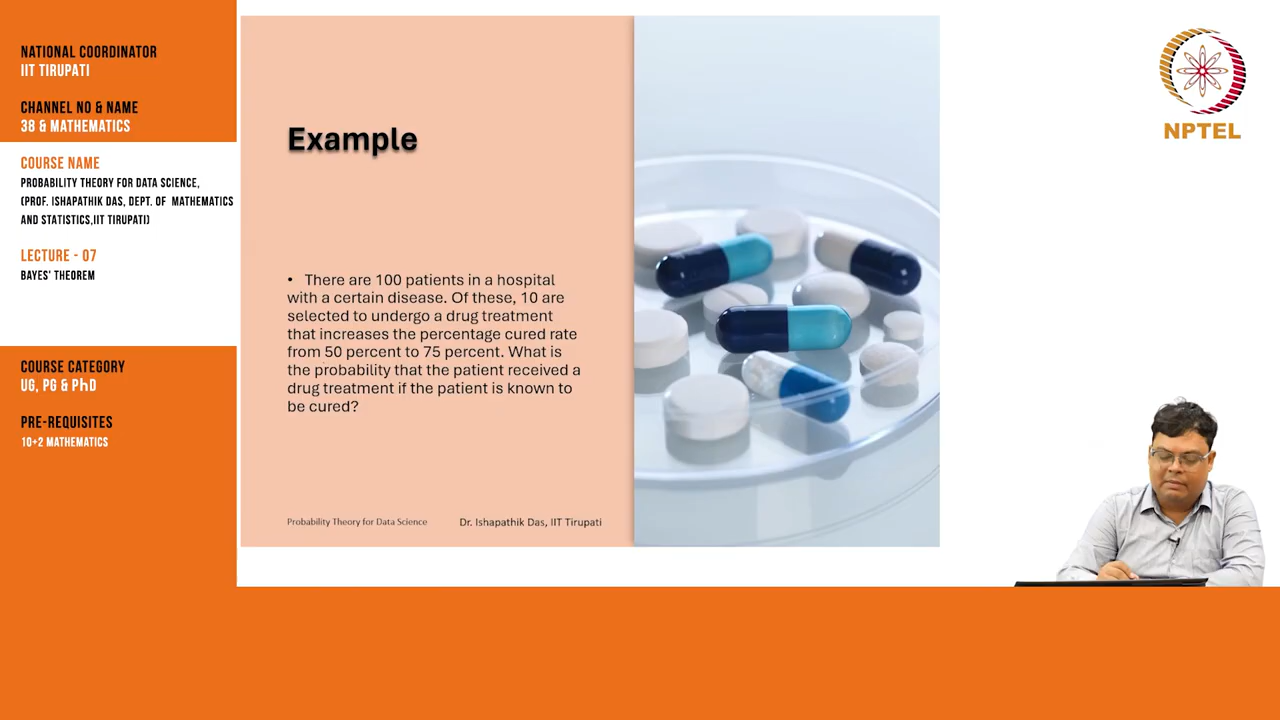 NATIONAL COORDINATOR
IIT TIRUPATI
CHANNEL NO & NAME
38 & MATHEMATICS
COURSE NAME
PROBABILITY THEORY FOR DATA SCIENCE,
(PROF. ISHAPATHIK DAS, DEPT. OF MATHEMATICS
AND STATISTICS,IIT TIRUPATI)
LECTURE - 07
BAYES' THEOREM
COURSE CATEGORY
UG, PG & PhD
PRE-REQUISITES
10+2 MATHEMATICS
Example
• There are 100 patients in a hospital
with a certain disease. Of these, 10 are
selected to undergo a drug treatment
that increases the percentage cured rate
from 50 percent to 75 percent. What is
the probability that the patient received a
drug treatment if the patient is known to
be cured?
Probability Theory for Data Science
Dr. Ishapathik Das, IIT Tirupati
NPTEL